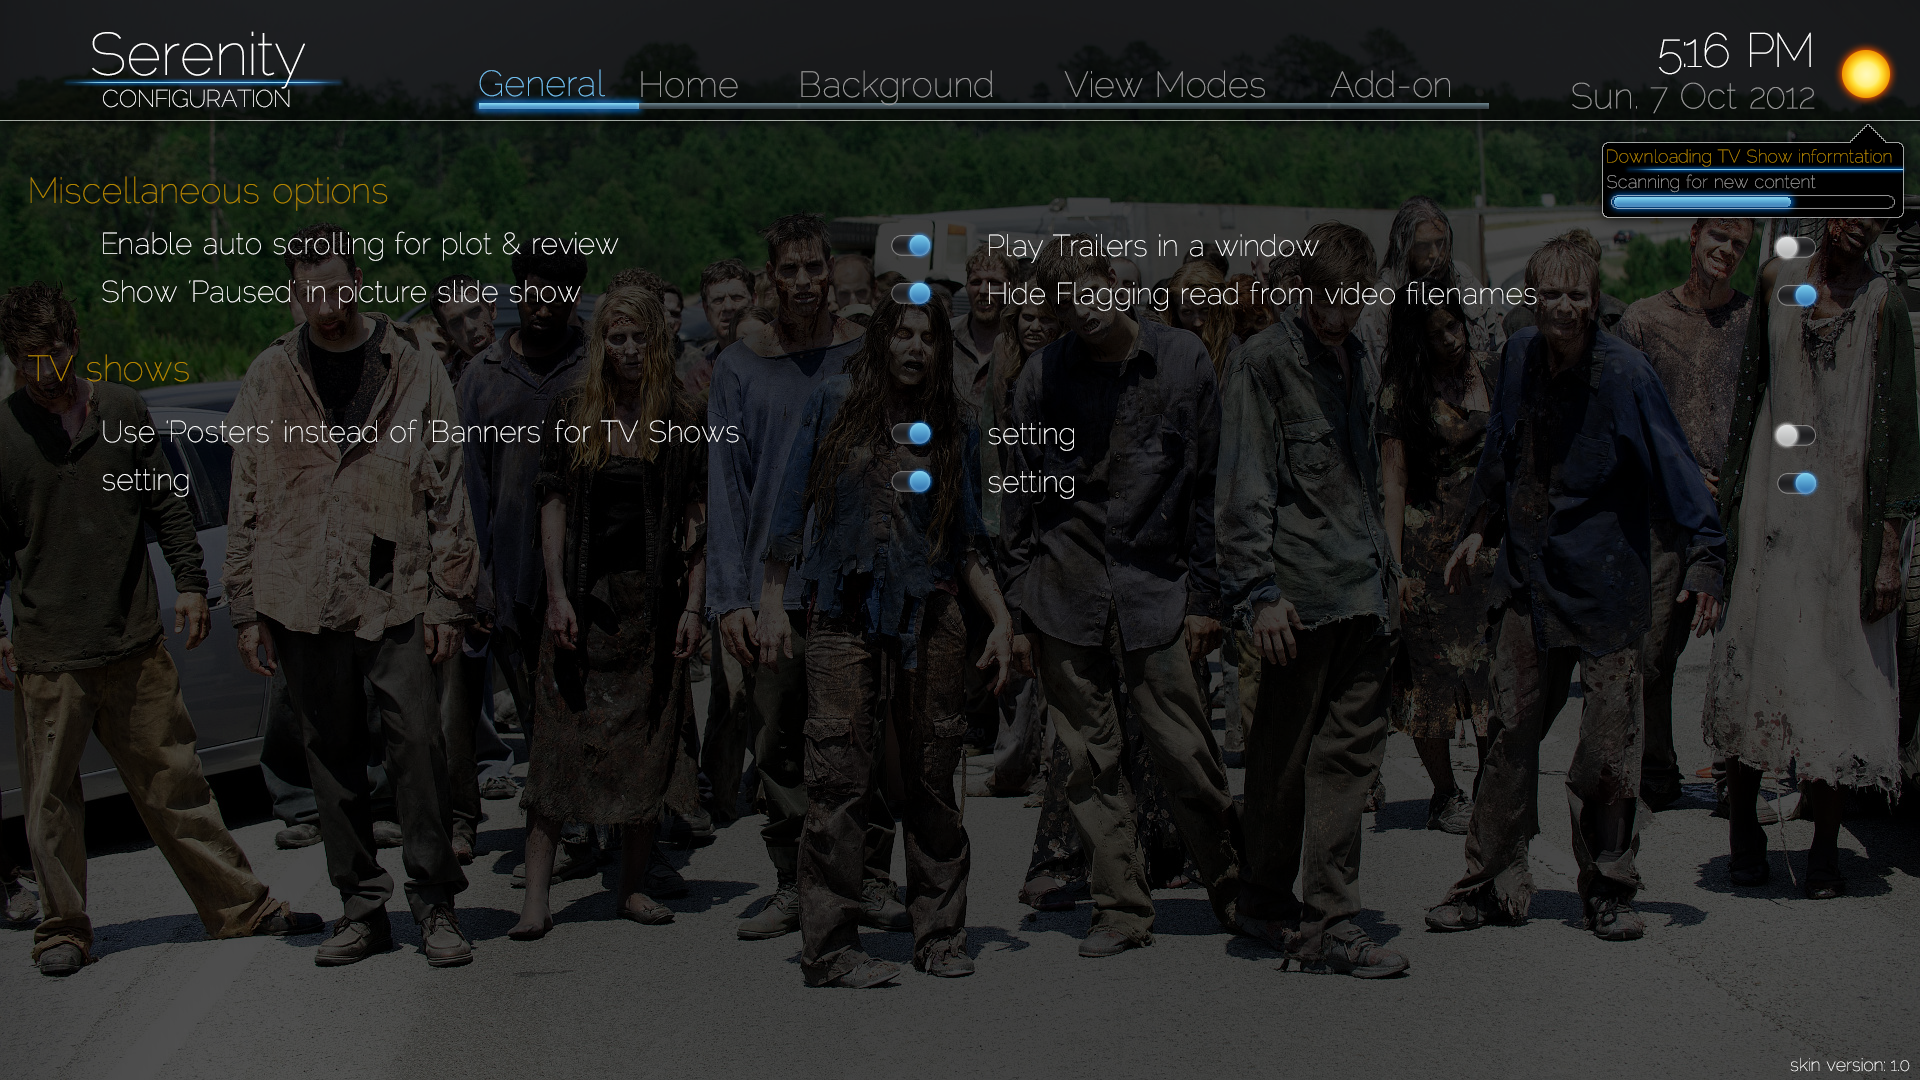 Serenity
CONFIGURATION
General Home Background View Modes Add-on
5:16 PM
Sun. 7 Oct 2012
Downloading TV Show informtation
Scanning for new content
Miscellaneous options
Enable auto scrolling for plot & review
Play Trailers in a window
Show 'Paused' in picture slide show
Hide Flagging read from video filenames
TV shows
Use 'Posters' instead of 'Banners' for TV Shows
setting
setting
setting
skin version: 1.0